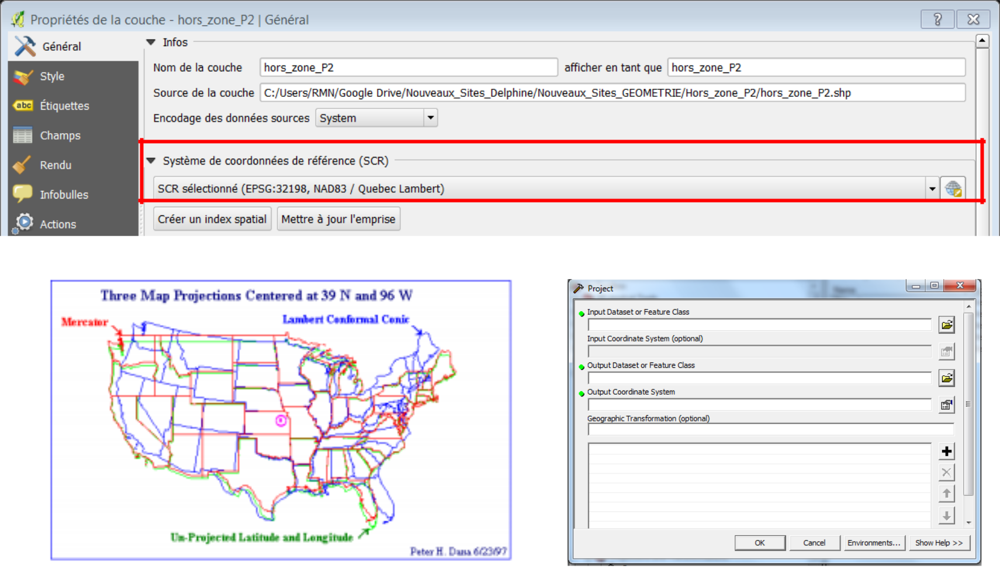 Propriétés de la couche - hors_zone_P2 | Général
Général
Style
Étiquettes
Champs
Rendu
Infobulles
Actions
abc
Infos
Nom de la couche hors_zone_P2 afficher en tant que hors_zone_P2
Source de la couche C:/Users/RMN/Google Drive/Nouveaux_Sites_Delphine/Nouveaux_Sites_GEOMETRIE/Hors_zone_P2/hors_zone_P2.shp
Encodage des données sources System
Système de coordonnées de référence (SCR)
SCR sélectionné (EPSG:32198, NAD83 / Quebec Lambert)
Créer un index spatial Mettre à jour l'emprise
Three Map Projections Centered at 39 N and 96 W
Mercator
Lambert Conformal Conic
Un-Projected Latitude and Longitude
Peter H. Dana 6/23/97
Project
Input Dataset or Feature Class
Input Coordinate System (optional)
Output Dataset or Feature Class
Output Coordinate System
Geographic Transformation (optional)
OK Cancel Environments... Show Help >>